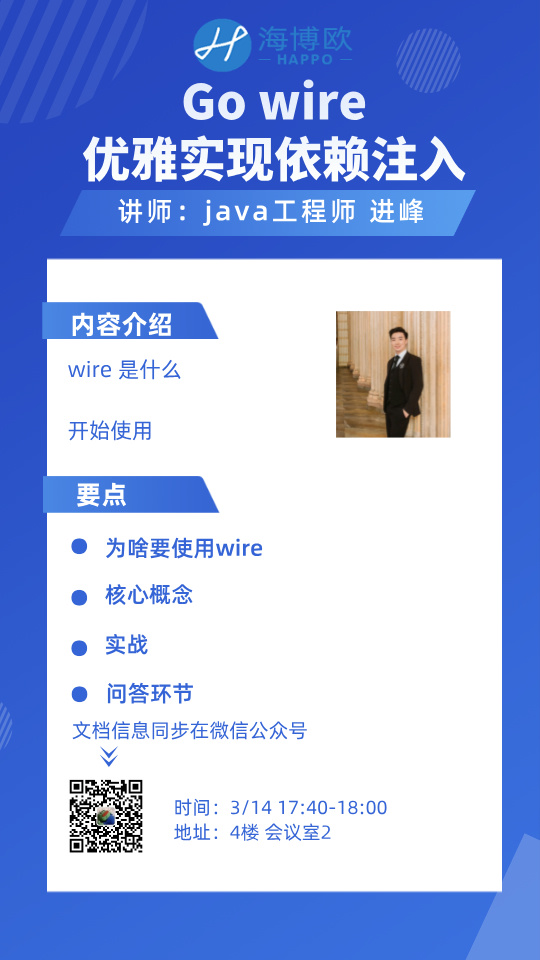 海博欧
HAPPO
Go wire
优雅实现依赖注入
讲师：java工程师 进峰
内容介绍
wire 是什么
开始使用
要点
为啥要使用wire
核心概念
实战
问答环节
文档信息同步在微信公众号
时间：3/14 17:40-18:00
地址：4楼 会议室2